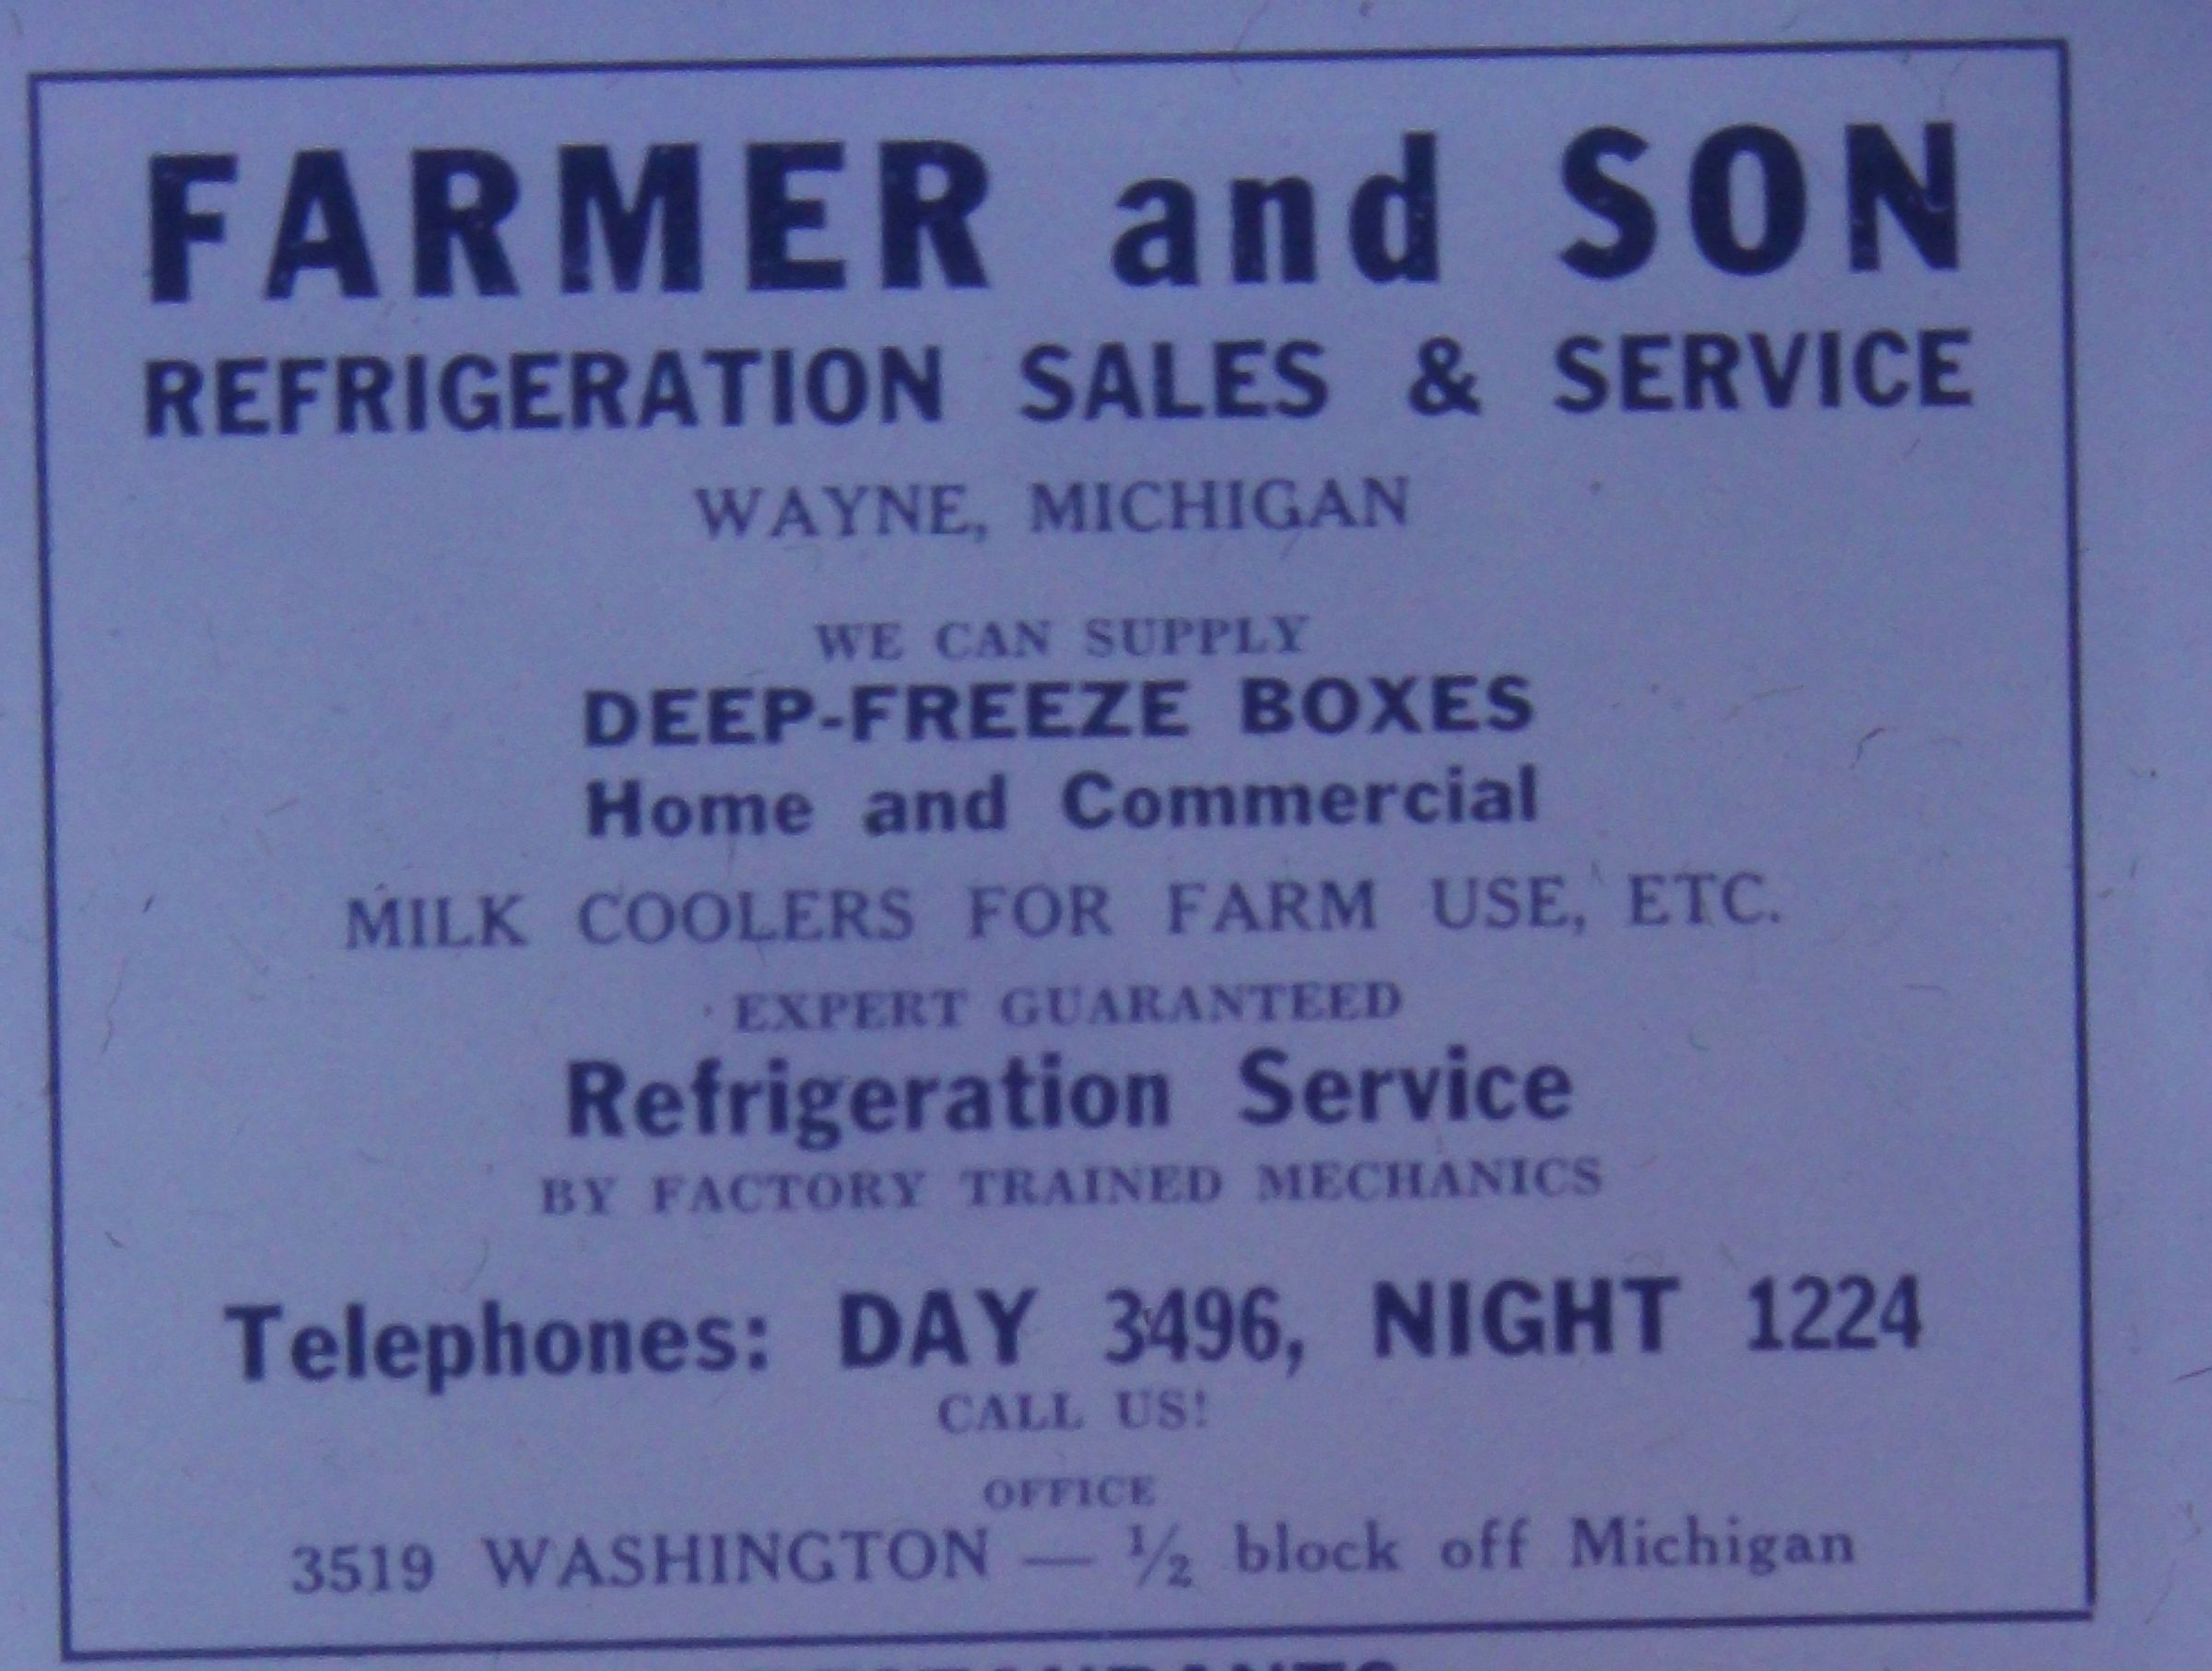 FARMER and SON
REFRIGERATION SALES & SERVICE
WAYNE, MICHIGAN
WE CAN SUPPLY
DEEP-FREEZE BOXES
Home and Commercial
MILK COOLERS FOR FARM USE, ETC.
EXPERT GUARANTEED
Refrigeration Service
BY FACTORY TRAINED MECHANICS
Telephones: DAY 3496, NIGHT 1224
CALL US!
OFFICE
3519 WASHINGTON — ½ block off Michigan